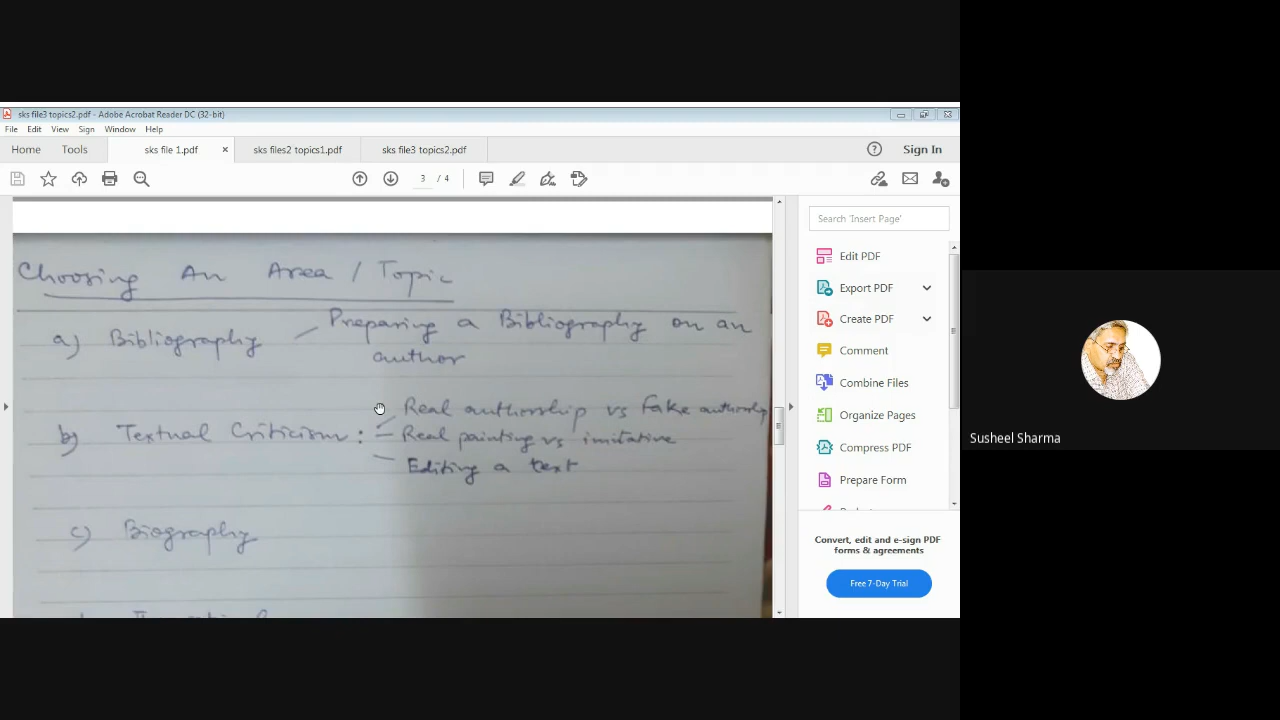 sks file3 topics2.pdf - Adobe Acrobat Reader DC (32-bit)
File Edit View Sign Window Help
Home Tools sks file 1.pdf × sks files2 topics1.pdf sks file3 topics2.pdf Sign In
3 / 4
Search 'Insert Page'
Choosing An Area / Topic
a) Bibliography – Preparing a Bibliography on an
author
Real authorship vs fake authorship
b) Textual Criticism : – Real painting vs imitative
Editing a text
c) Biography
Edit PDF
Export PDF
Create PDF
Comment
Combine Files
Organize Pages
Compress PDF
Prepare Form
Convert, edit and e-sign PDF
forms & agreements
Free 7-Day Trial
Susheel Sharma